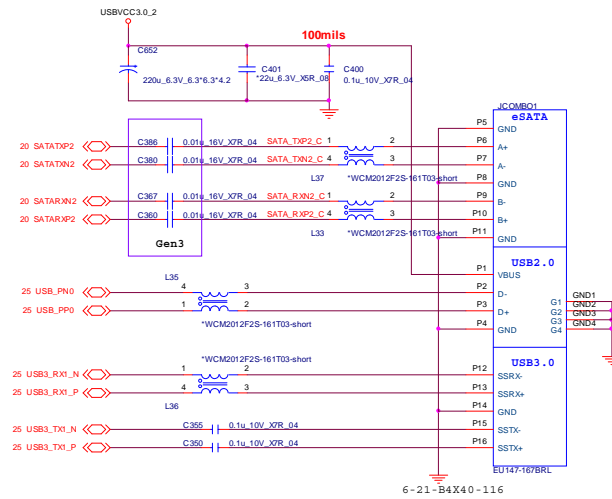 USBVCC3.0_2
100mils
C652
220u_6.3V_6.3*6.3*4.2
C401
*22u_6.3V_X5R_08
C400
0.1u_10V_X7R_04
JCOMBO1
eSATA
P5 GND
20 SATATXP2 C386 0.01u_16V_X7R_04 SATA_TXP2_C 1 2 P6 A+
20 SATATXN2 C380 0.01u_16V_X7R_04 SATA_TXN2_C 4 3 P7 A-
L37 *WCM2012F2S-161T03-short P8 GND
20 SATARXN2 C367 0.01u_16V_X7R_04 SATA_RXN2_C 1 2 P9 B-
20 SATARXP2 C360 0.01u_16V_X7R_04 SATA_RXP2_C 4 3 P10 B+
L33 *WCM2012F2S-161T03-short P11 GND
Gen3
USB2.0
P1 VBUS
L35
25 USB_PN0 4 3 P2 D-
25 USB_PP0 1 2 P3 D+
*WCM2012F2S-161T03-short P4 GND
G1 GND1
G2 GND2
G3 GND3
G4 GND4
USB3.0
*WCM2012F2S-161T03-short
25 USB3_RX1_N 1 2 P12 SSRX-
25 USB3_RX1_P 4 3 P13 SSRX+
L36 P14 GND
25 USB3_TX1_N C355 0.1u_10V_X7R_04 P15 SSTX-
25 USB3_TX1_P C350 0.1u_10V_X7R_04 P16 SSTX+
EU147-167BRL
6-21-B4X40-116